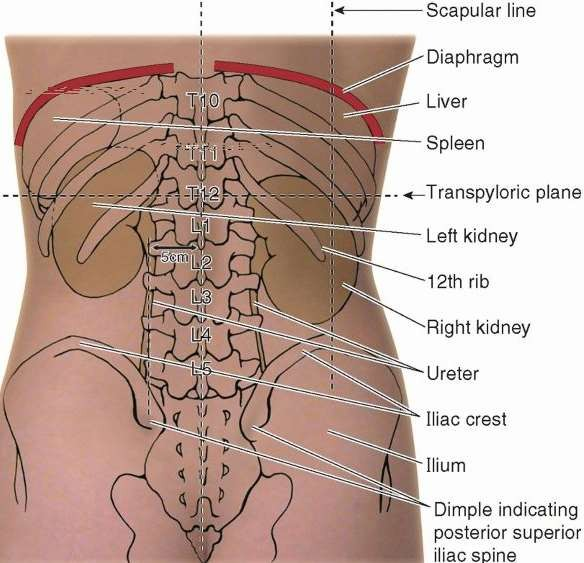 Scapular line
Diaphragm
Liver
Spleen
Transpyloric plane
Left kidney
12th rib
Right kidney
Ureter
Iliac crest
Ilium
Dimple indicating
posterior superior
iliac spine
T10
T11
T12
L1
5cm
L2
L3
L4
L5